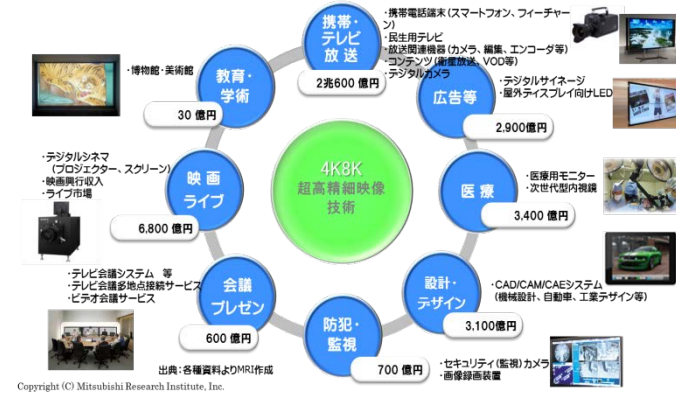 携帯・
テレビ
放送
2兆600 億円
・携帯電話端末(スマートフォン、フィーチャーン)
・民生用テレビ
・放送関連機器(カメラ、編集、エンコーダ等)
・コンテンツ(衛星放送、VOD等)
・デジタルカメラ
広告等
2,900億円
・デジタルサイネージ
・屋外ディスプレイ向けLED
医 療
3,400 億円
・医療用モニター
・次世代型内視鏡
設計・
デザイン
3,100億円
・CAD/CAM/CAEシステム
(機械設計、自動車、工業デザイン等)
防犯・
監視
700 億円
・セキュリティ(監視)カメラ
・画像録画装置
会議
プレゼン
600 億円
・テレビ会議システム 等
・テレビ会議多地点接続サービス
・ビデオ会議サービス
映 画
ライブ
6,800 億円
・デジタルシネマ
(プロジェクター、スクリーン)
・映画興行収入
・ライブ市場
教育・
学術
30 億円
・博物館・美術館
4K8K
超高精細映像
技術
出典:各種資料よりMRI作成
Copyright (C) Mitsubishi Research Institute, Inc.